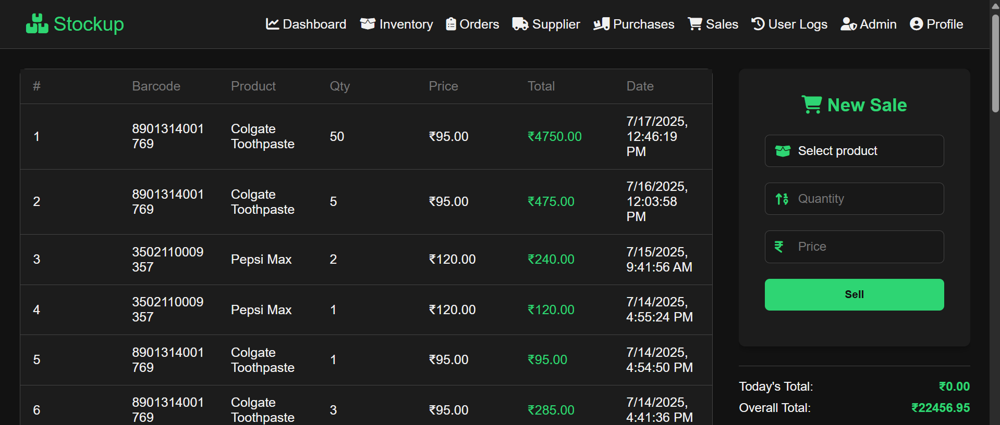 Stockup
Dashboard Inventory Orders Supplier Purchases Sales User Logs Admin Profile
# Barcode Product Qty Price Total Date
1 8901314001769 Colgate Toothpaste 50 ₹95.00 ₹4750.00 7/17/2025, 12:46:19 PM
2 8901314001769 Colgate Toothpaste 5 ₹95.00 ₹475.00 7/16/2025, 12:03:58 PM
3 3502110009357 Pepsi Max 2 ₹120.00 ₹240.00 7/15/2025, 9:41:56 AM
4 3502110009357 Pepsi Max 1 ₹120.00 ₹120.00 7/14/2025, 4:55:24 PM
5 8901314001769 Colgate Toothpaste 1 ₹95.00 ₹95.00 7/14/2025, 4:54:50 PM
6 8901314001769 Colgate Toothpaste 3 ₹95.00 ₹285.00 7/14/2025, 4:41:36 PM
New Sale
Select product
Quantity
₹ Price
Sell
Today's Total: ₹0.00
Overall Total: ₹22456.95